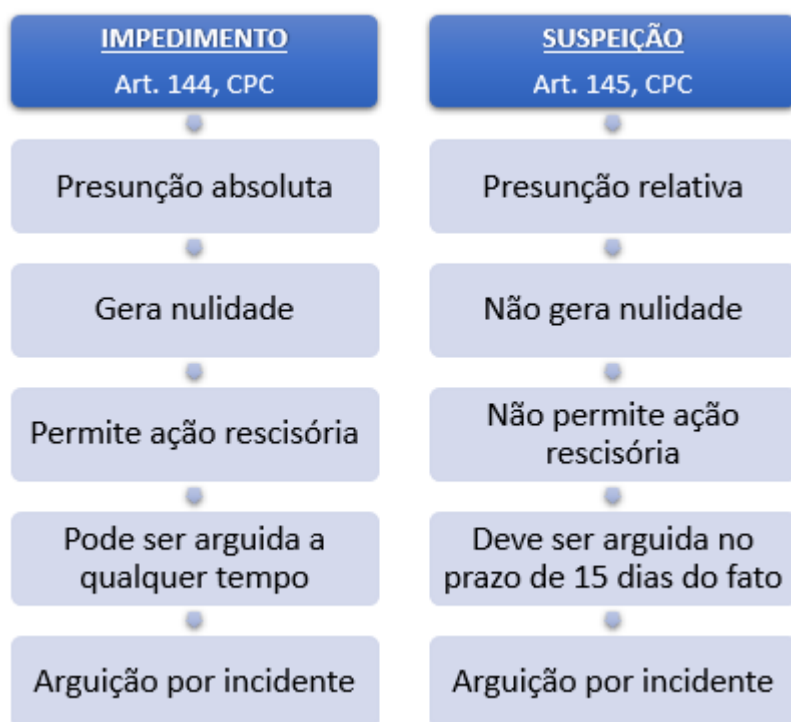 IMPEDIMENTO
Art. 144, CPC
Presunção absoluta
Gera nulidade
Permite ação rescisória
Pode ser arguida a
qualquer tempo
Arguição por incidente
SUSPEIÇÃO
Art. 145, CPC
Presunção relativa
Não gera nulidade
Não permite ação
rescisória
Deve ser arguida no
prazo de 15 dias do fato
Arguição por incidente